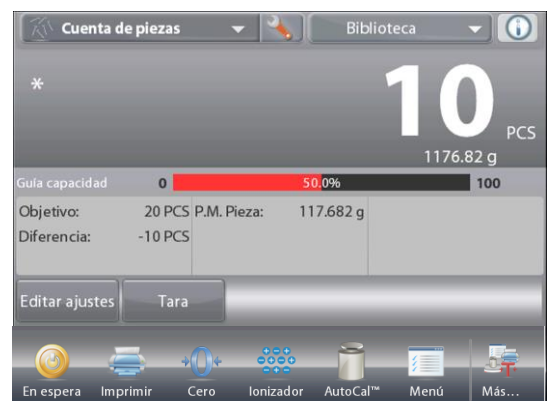 Cuenta de piezas Biblioteca
*
10 PCS
1176.82 g
Guía capacidad 0 50.0% 100
Objetivo: 20 PCS P.M. Pieza: 117.682 g
Diferencia: -10 PCS
Editar ajustes Tara
En espera Imprimir Cero Ionizador AutoCal™ Menú Más...